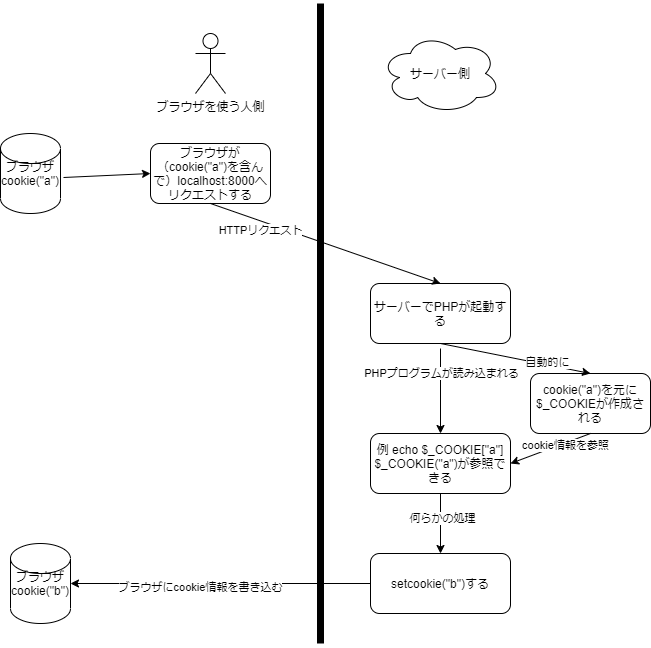 ブラウザを使う人側
サーバー側
ブラウザ
cookie("a")
ブラウザが
（cookie("a")を含ん
で）localhost:8000へ
リクエストする
HTTPリクエスト
サーバーでPHPが起動す
る
自動的に
PHPプログラムが読み込まれる
cookie("a")を元に
$_COOKIEが作成さ
れる
cookie情報を参照
例 echo $_COOKIE["a"]
$_COOKIE("a")が参照で
きる
何らかの処理
setcookie("b")する
ブラウザにcookie情報を書き込む
ブラウザ
cookie("b")